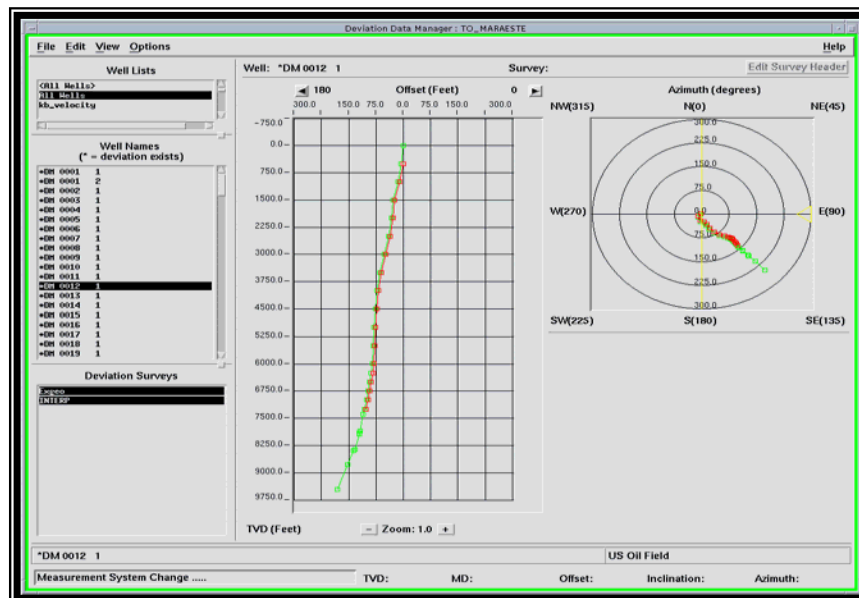 Deviation Data Manager : TO_MARAESTE
File Edit View Options Help
Well Lists
<All Wells>
All Wells
kb_velocity
Well Names
(* = deviation exists)
*DM 0001 1
*DM 0001 2
*DM 0002 1
*DM 0003 1
*DM 0004 1
*DM 0005 1
*DM 0006 1
*DM 0007 1
*DM 0008 1
*DM 0009 1
*DM 0010 1
*DM 0011 1
*DM 0012 1
*DM 0013 1
*DM 0014 1
*DM 0015 1
*DM 0016 1
*DM 0017 1
*DM 0018 1
*DM 0019 1
Deviation Surveys
Expeo
INTERP
Well: *DM 0012 1 Survey: Edit Survey Header
180 Offset (Feet) 0
300.0 150.0 75.0 0.0 75.0 150.0 300.0
-750.0
0.0
750.0
1500.0
2250.0
3000.0
3750.0
4500.0
5250.0
6000.0
6750.0
7500.0
8250.0
9000.0
9750.0
TVD (Feet) - Zoom: 1.0 +
Azimuth (degrees)
NW(315) N(0) NE(45)
300.0
225.0
150.0
75.0
W(270) 0.0 E(90)
75.0
150.0
225.0
300.0
SW(225) S(180) SE(135)
*DM 0012 1 US Oil Field
Measurement System Change ..... TVD: MD: Offset: Inclination: Azimuth: